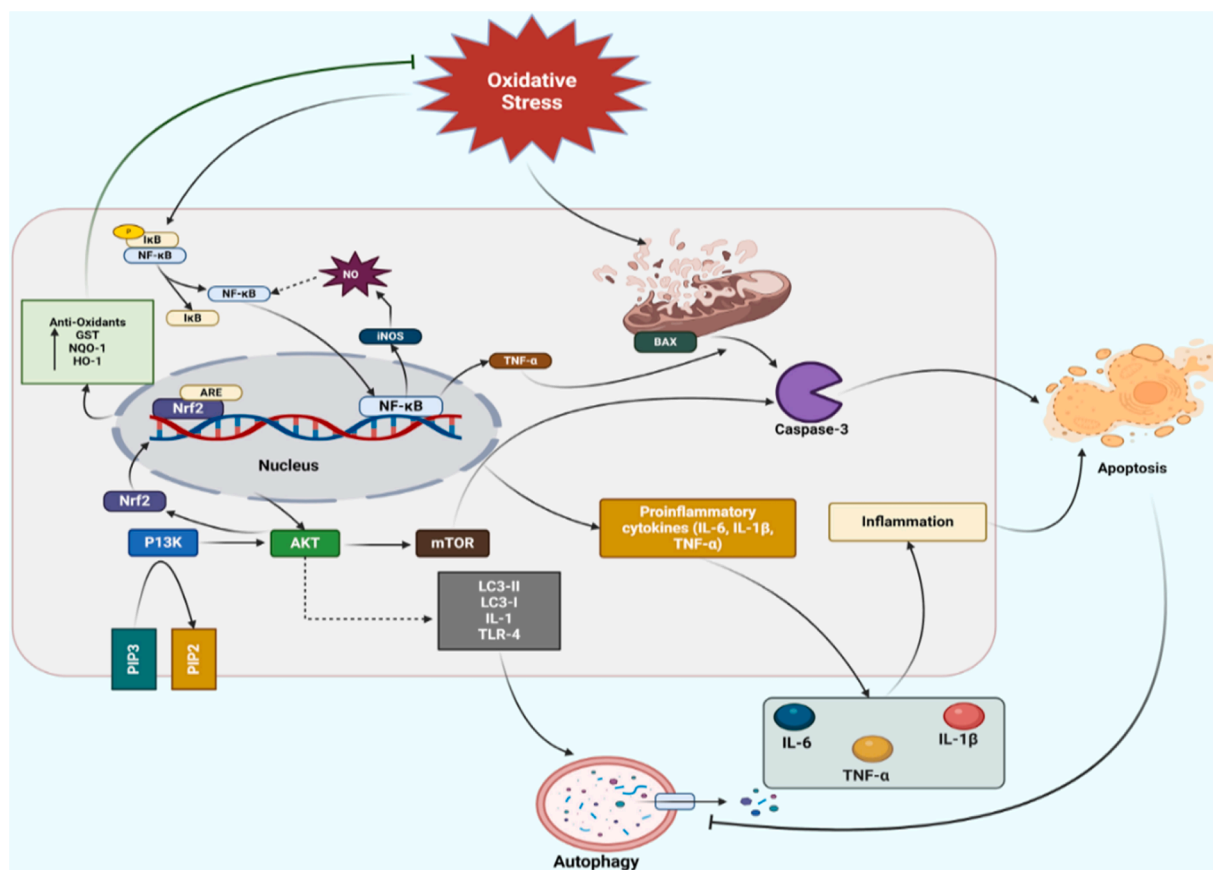 Oxidative
Stress
P
IκB
NF-κB
NF-κB
IκB
NO
iNOS
TNF-α
BAX
Caspase-3
Anti-Oxidants
GST
NQO-1
HO-1
ARE
Nrf2
NF-κB
Nucleus
Nrf2
P13K
AKT
mTOR
Proinflammatory
cytokines (IL-6, IL-1β,
TNF-α)
Inflammation
Apoptosis
LC3-II
LC3-I
IL-1
TLR-4
PIP3
PIP2
IL-6
IL-1β
TNF-α
Autophagy